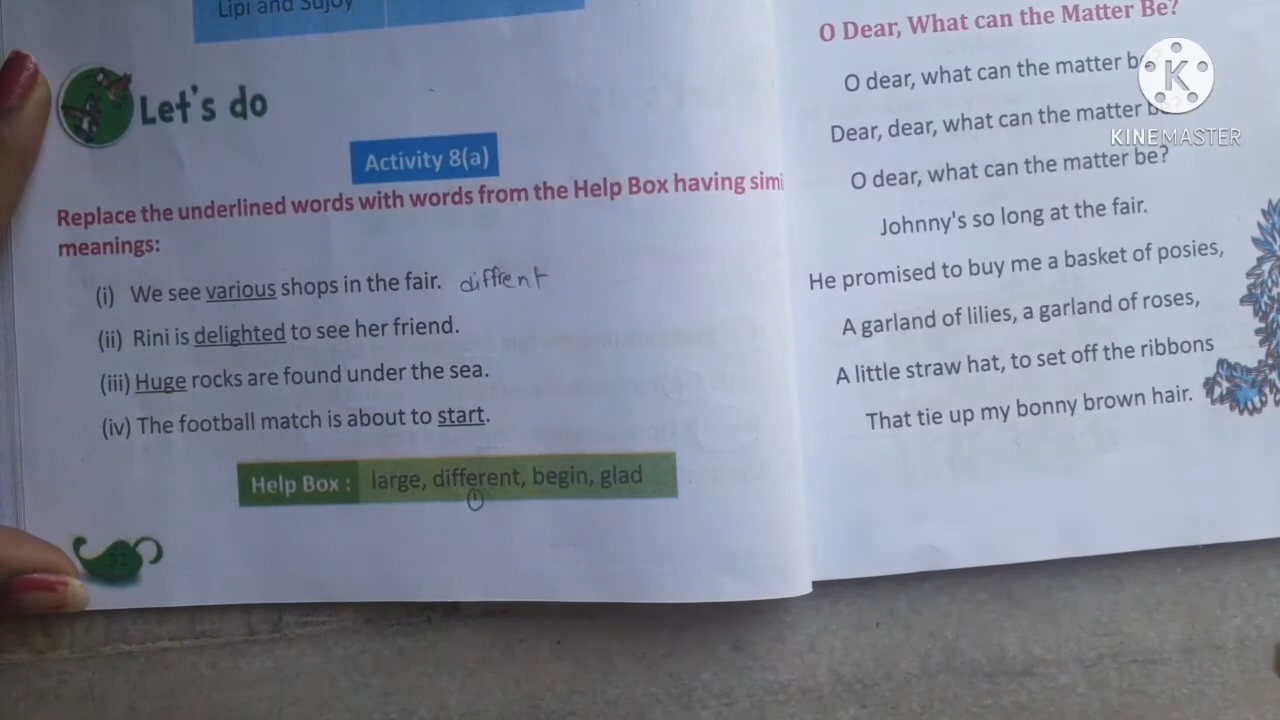 Lipi and Sujoy
Let's do
Activity 8(a)
Replace the underlined words with words from the Help Box having simi
meanings:
(i) We see various shops in the fair. diffrent
(ii) Rini is delighted to see her friend.
(iii) Huge rocks are found under the sea.
(iv) The football match is about to start.
Help Box : large, different, begin, glad
O Dear, What can the Matter Be?
O dear, what can the matter be?
Dear, dear, what can the matter be?
O dear, what can the matter be?
Johnny's so long at the fair.
He promised to buy me a basket of posies,
A garland of lilies, a garland of roses,
A little straw hat, to set off the ribbons
That tie up my bonny brown hair.
K
KINEMASTER